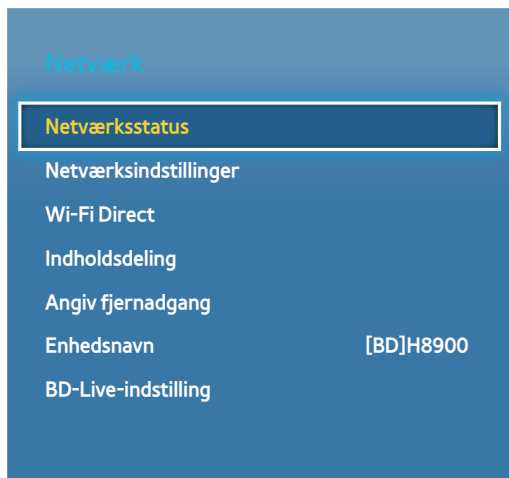 Netværk
Netværksstatus
Netværksindstillinger
Wi-Fi Direct
Indholdsdeling
Angiv fjernadgang
Enhedsnavn [BD]H8900
BD-Live-indstilling